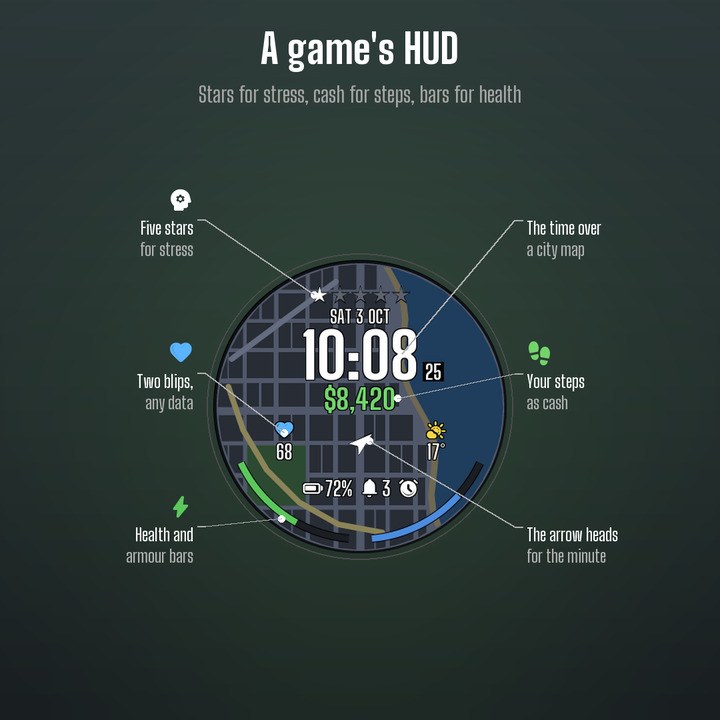 A game's HUD
Stars for stress, cash for steps, bars for health
Five stars
for stress
The time over
a city map
SAT 3 OCT
10:08 25
$8,420
Two blips,
any data
Your steps
as cash
68
17°
72% 3
Health and
armour bars
The arrow heads
for the minute